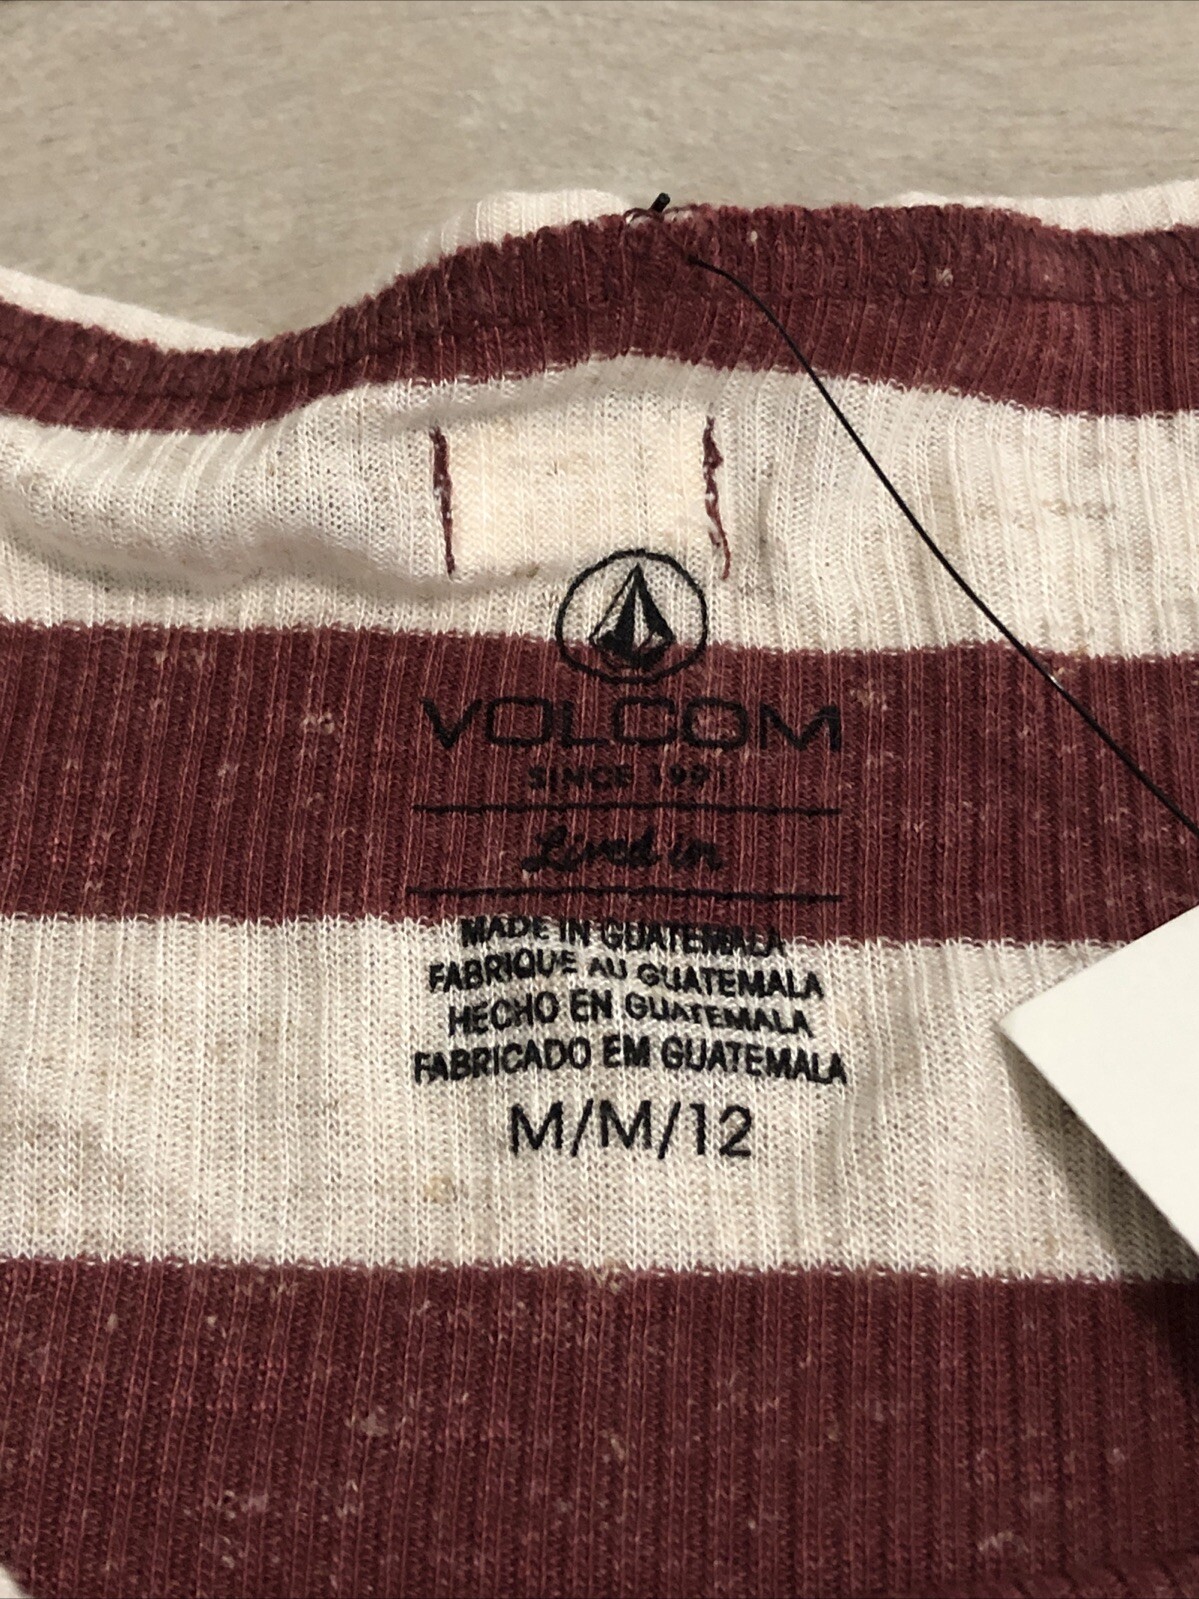 VOLCOM
SINCE 1991
Lived in
MADE IN GUATEMALA
FABRIQUE AU GUATEMALA
HECHO EN GUATEMALA
FABRICADO EM GUATEMALA
M/M/12